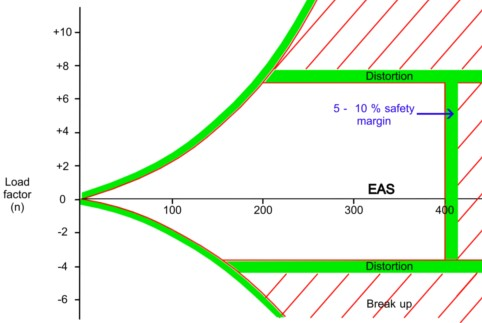 +10
+8
Distortion
+6
5 - 10 % safety
margin
+4
+2
Load
factor
(n)
0
EAS
100
200
300
400
-2
-4
Distortion
-6
Break up